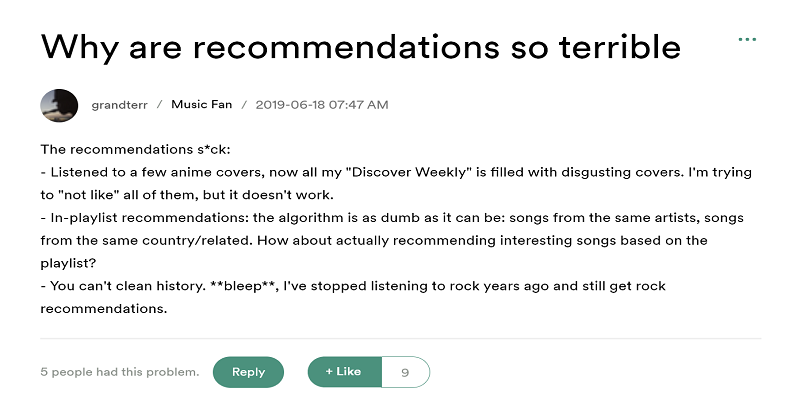 Why are recommendations so terrible
grandterr / Music Fan / 2019-06-18 07:47 AM
The recommendations s*ck:
- Listened to a few anime covers, now all my "Discover Weekly" is filled with disgusting covers. I'm trying
to "not like" all of them, but it doesn't work.
- In-playlist recommendations: the algorithm is as dumb as it can be: songs from the same artists, songs
from the same country/related. How about actually recommending interesting songs based on the
playlist?
- You can't clean history. **bleep**, I've stopped listening to rock years ago and still get rock
recommendations.
5 people had this problem. Reply + Like 9